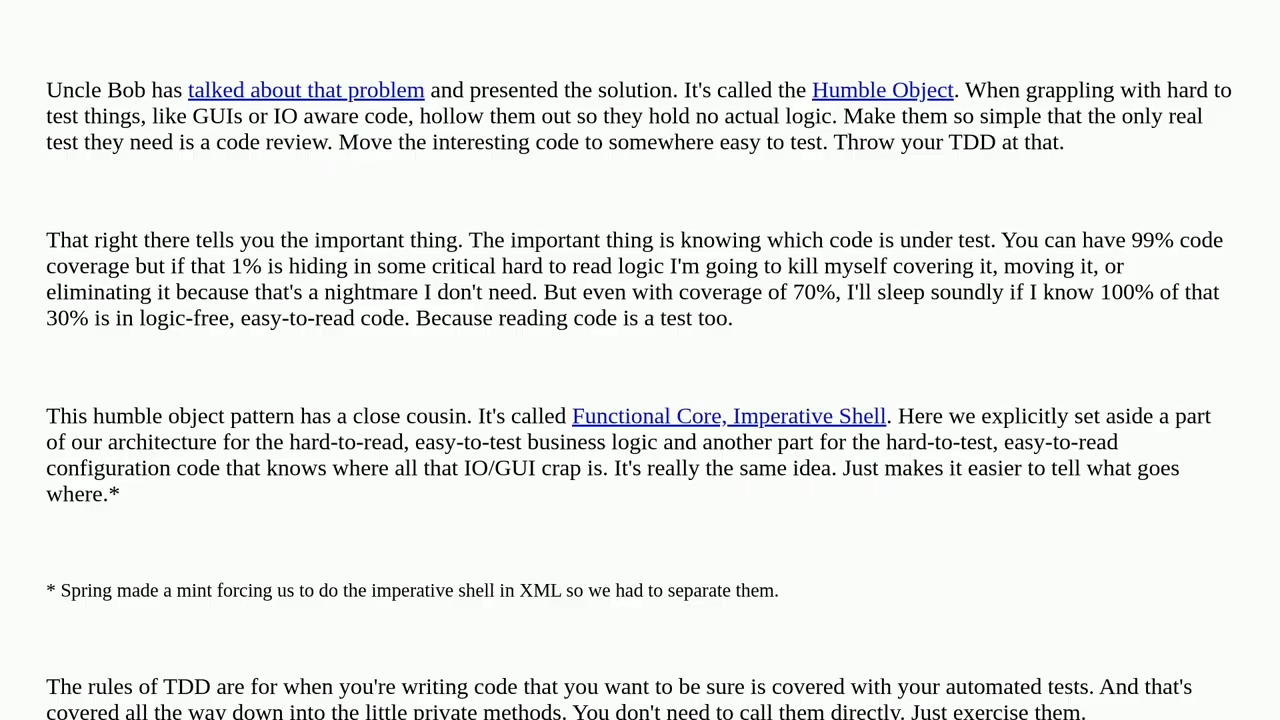 Uncle Bob has talked about that problem and presented the solution. It's called the Humble Object. When grappling with hard to
test things, like GUIs or IO aware code, hollow them out so they hold no actual logic. Make them so simple that the only real
test they need is a code review. Move the interesting code to somewhere easy to test. Throw your TDD at that.
That right there tells you the important thing. The important thing is knowing which code is under test. You can have 99% code
coverage but if that 1% is hiding in some critical hard to read logic I'm going to kill myself covering it, moving it, or
eliminating it because that's a nightmare I don't need. But even with coverage of 70%, I'll sleep soundly if I know 100% of that
30% is in logic-free, easy-to-read code. Because reading code is a test too.
This humble object pattern has a close cousin. It's called Functional Core, Imperative Shell. Here we explicitly set aside a part
of our architecture for the hard-to-read, easy-to-test business logic and another part for the hard-to-test, easy-to-read
configuration code that knows where all that IO/GUI crap is. It's really the same idea. Just makes it easier to tell what goes
where.*
* Spring made a mint forcing us to do the imperative shell in XML so we had to separate them.
The rules of TDD are for when you're writing code that you want to be sure is covered with your automated tests. And that's
covered all the way down into the little private methods. You don't need to call them directly. Just exercise them.